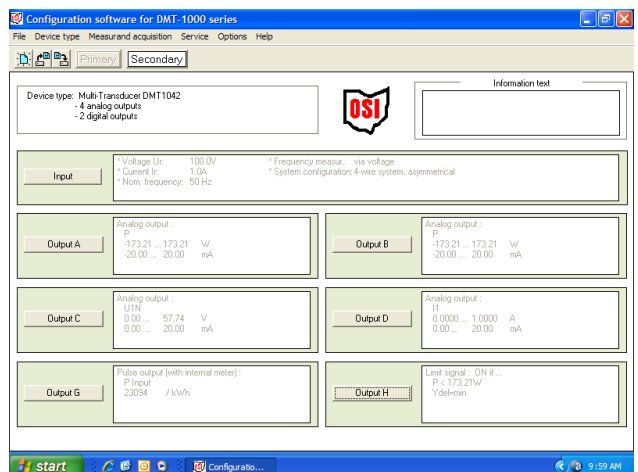 Configuration software for DMT-1000 series
File Device type Measurand acquisition Service Options Help
Primary Secondary
Information text
Device type: Multi-Transducer DMT1042
- 4 analog outputs
- 2 digital outputs
OSI
Input
* Voltage Ur: 100.0V * Frequency measur.: via voltage
* Current Ir: 1.0A * System configuration: 4-wire system, asymmetrical
* Nom. frequency: 50 Hz
Output A
Analog output :
P
-173.21 ... 173.21 W
-20.00 ... 20.00 mA
Output B
Analog output :
P
-173.21 ... 173.21 W
-20.00 ... 20.00 mA
Output C
Analog output :
U1N
0.00 ... 57.74 V
0.00 ... 20.00 mA
Output D
Analog output :
I1
0.0000 ... 1.0000 A
0.00 ... 20.00 mA
Output G
Pulse output (with internal meter) :
P Input
23094 / kWh
Output H
Limit signal : ON if ...
P < 173.21W
Ydel=min
start
Configuratio...
9:59 AM